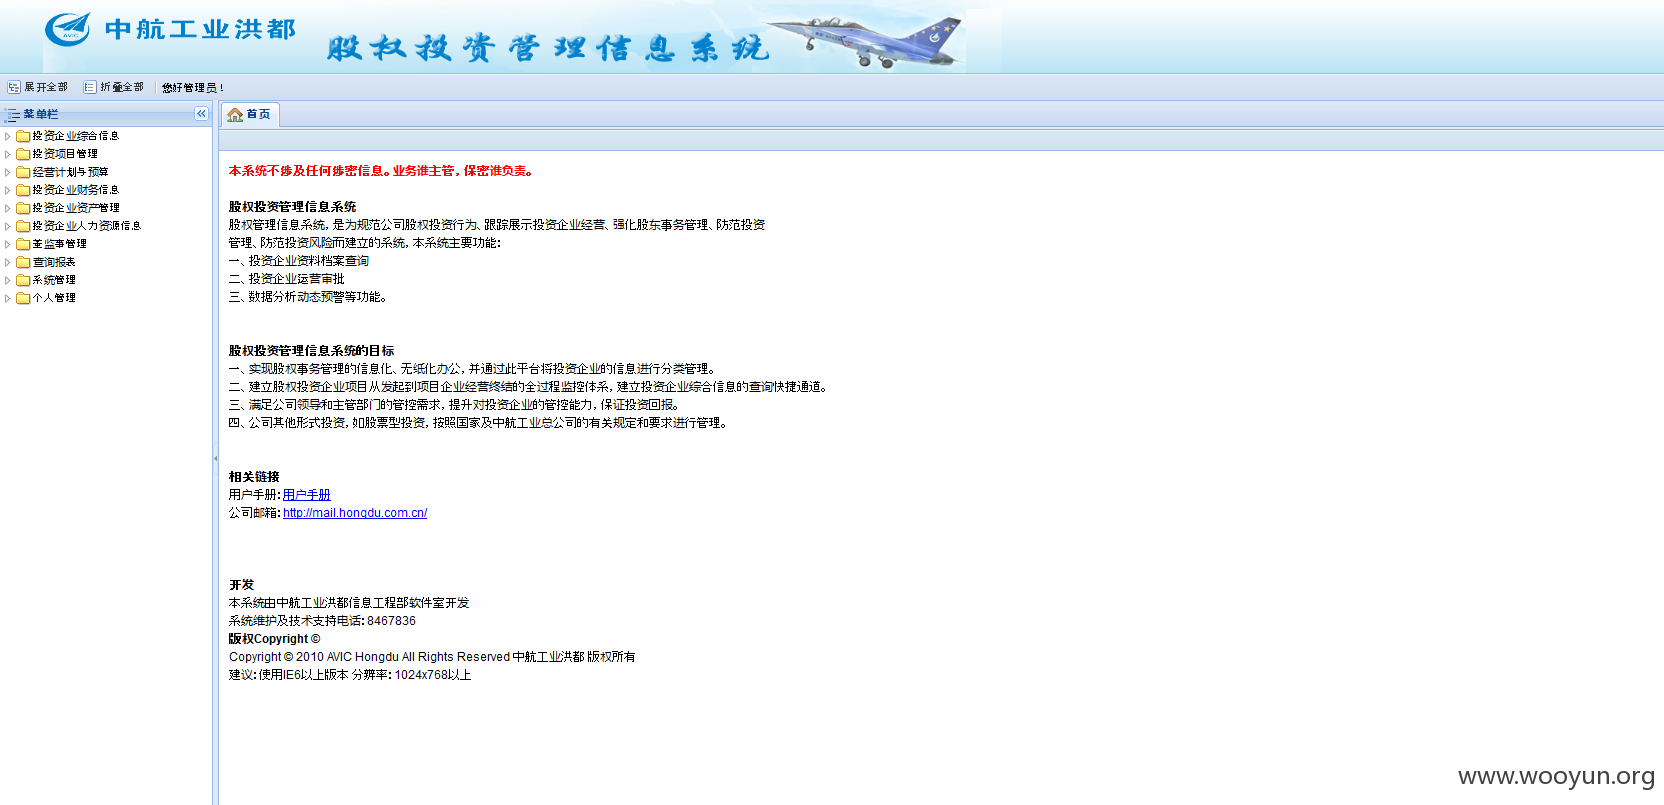 中航工业洪都
AVIC
股权投资管理信息系统
展开全部 折叠全部 您好管理员！
菜单栏
首页
投资企业综合信息
投资项目管理
经营计划与预算
投资企业财务信息
投资企业资产管理
投资企业人力资源信息
董监事管理
查询报表
系统管理
个人管理
本系统不涉及任何涉密信息。业务谁主管，保密谁负责。
股权投资管理信息系统
股权管理信息系统，是为规范公司股权投资行为、跟踪展示投资企业经营、强化股东事务管理、防范投资
管理、防范投资风险而建立的系统，本系统主要功能：
一、投资企业资料档案查询
二、投资企业运营审批
三、数据分析动态预警等功能。
股权投资管理信息系统的目标
一、实现股权事务管理的信息化、无纸化办公，并通过此平台将投资企业的信息进行分类管理。
二、建立股权投资企业项目从发起到项目企业经营终结的全过程监控体系，建立投资企业综合信息的查询快捷通道。
三、满足公司领导和主管部门的管控需求，提升对投资企业的管控能力，保证投资回报。
四、公司其他形式投资，如股票型投资，按照国家及中航工业总公司的有关规定和要求进行管理。
相关链接
用户手册：用户手册
公司邮箱：http://mail.hongdu.com.cn/
开发
本系统由中航工业洪都信息工程部软件室开发
系统维护及技术支持电话：8467836
版权Copyright ©
Copyright © 2010 AVIC Hongdu All Rights Reserved 中航工业洪都 版权所有
建议：使用IE6以上版本 分辨率：1024x768以上
www.wooyun.org